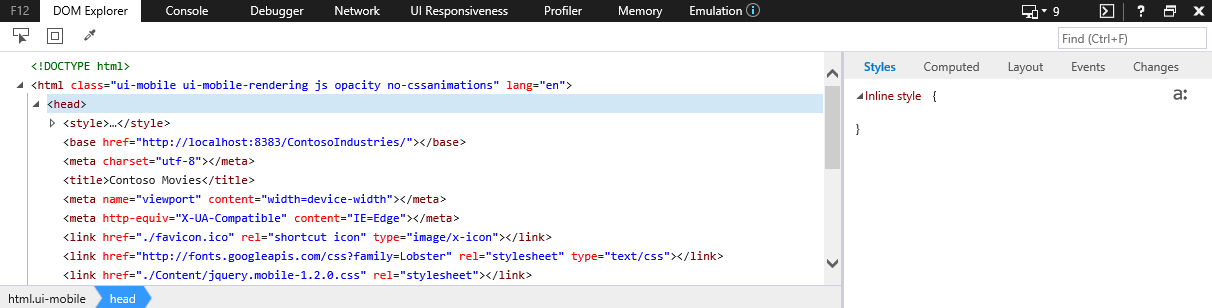 F12 DOM Explorer Console Debugger Network UI Responsiveness Profiler Memory Emulation 9 ?
Find (Ctrl+F)
<!DOCTYPE html>
<html class="ui-mobile ui-mobile-rendering js opacity no-cssanimations" lang="en">
<head>
<style>…</style>
<base href="http://localhost:8383/ContosoIndustries/"></base>
<meta charset="utf-8"></meta>
<title>Contoso Movies</title>
<meta name="viewport" content="width=device-width"></meta>
<meta http-equiv="X-UA-Compatible" content="IE=Edge"></meta>
<link href="./favicon.ico" rel="shortcut icon" type="image/x-icon"></link>
<link href="http://fonts.googleapis.com/css?family=Lobster" rel="stylesheet" type="text/css"></link>
<link href="./Content/jquery.mobile-1.2.0.css" rel="stylesheet"></link>
html.ui-mobile head
Styles Computed Layout Events Changes
Inline style { a:
}